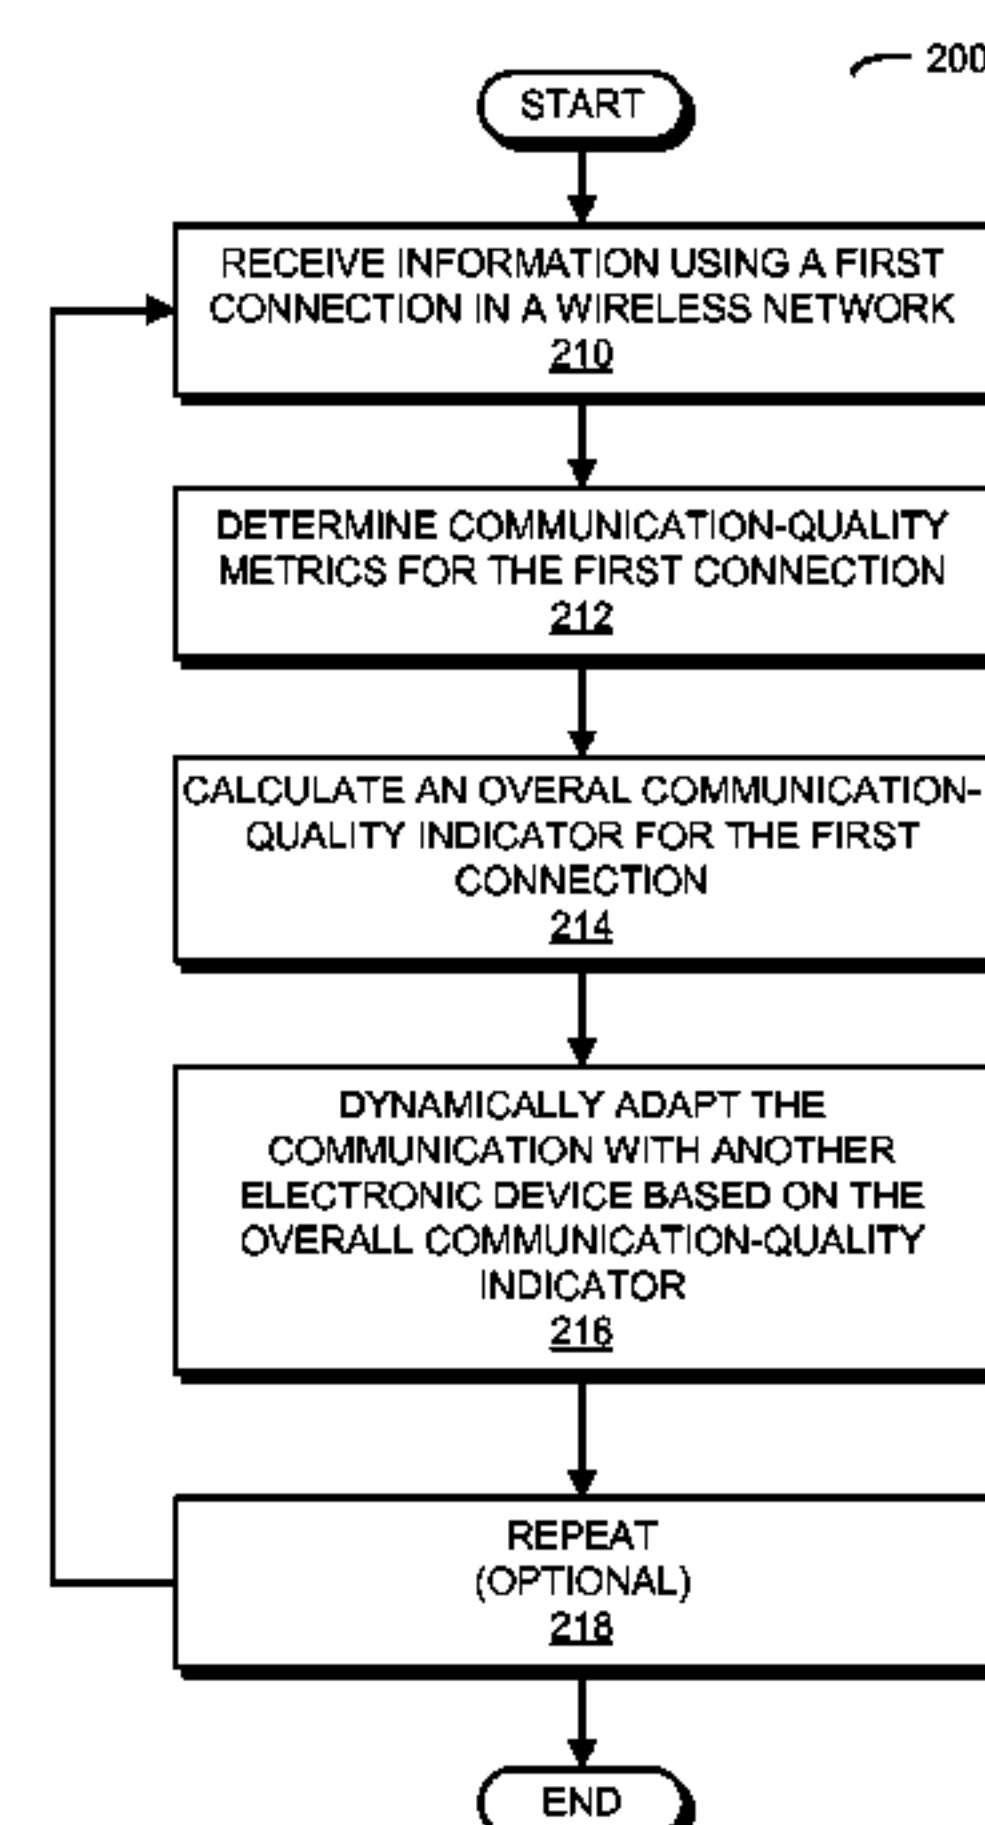 200
START
RECEIVE INFORMATION USING A FIRST
CONNECTION IN A WIRELESS NETWORK
210
DETERMINE COMMUNICATION-QUALITY
METRICS FOR THE FIRST CONNECTION
212
CALCULATE AN OVERAL COMMUNICATION-
QUALITY INDICATOR FOR THE FIRST
CONNECTION
214
DYNAMICALLY ADAPT THE
COMMUNICATION WITH ANOTHER
ELECTRONIC DEVICE BASED ON THE
OVERALL COMMUNICATION-QUALITY
INDICATOR
216
REPEAT
(OPTIONAL)
218
END